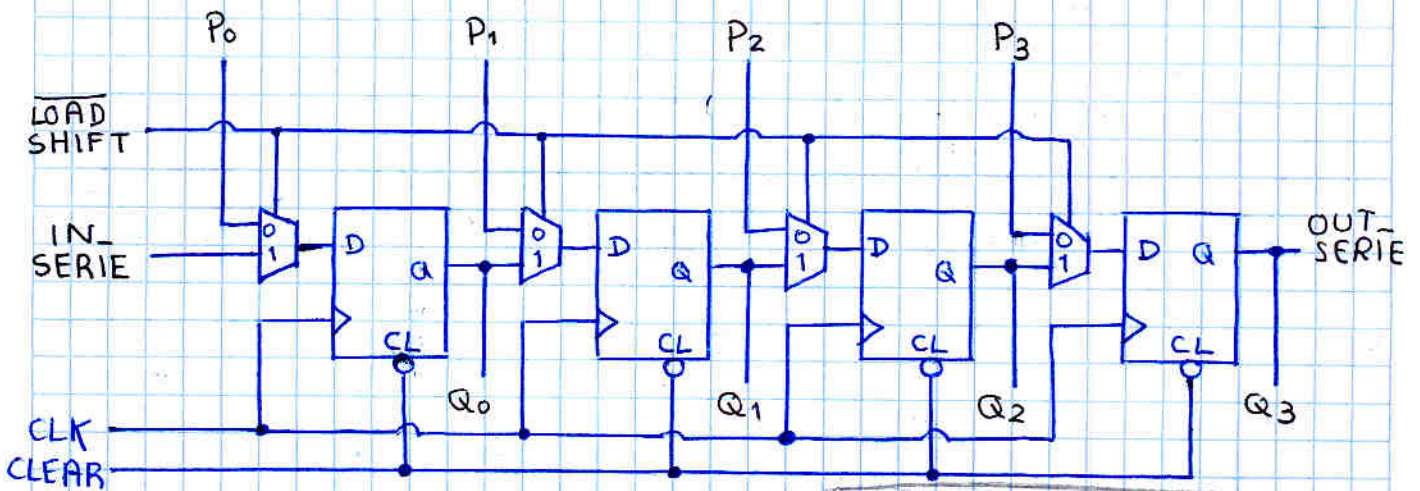 P0 P1 P2 P3
LOAD
SHIFT
0 0 0 0
IN_
SERIE
1 1 1 1
D D D D
Q Q Q Q
OUT_
SERIE
CL CL CL CL
Q0 Q1 Q2 Q3
CLK
CLEAR